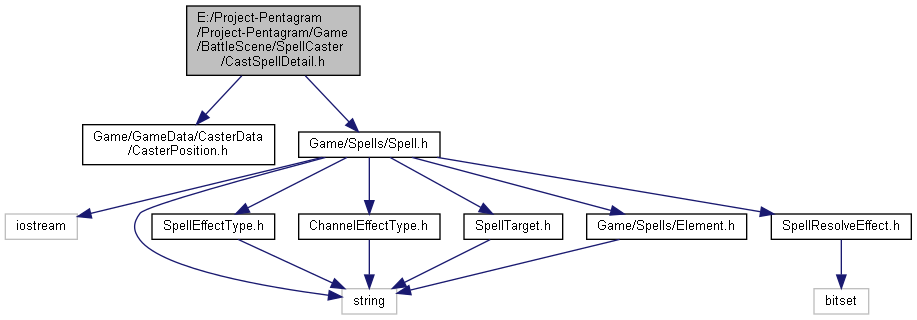 E:/Project-Pentagram
/Project-Pentagram/Game
/BattleScene/SpellCaster
/CastSpellDetail.h
Game/GameData/CasterData
/CasterPosition.h
Game/Spells/Spell.h
iostream
SpellEffectType.h
ChannelEffectType.h
SpellTarget.h
Game/Spells/Element.h
SpellResolveEffect.h
string
bitset